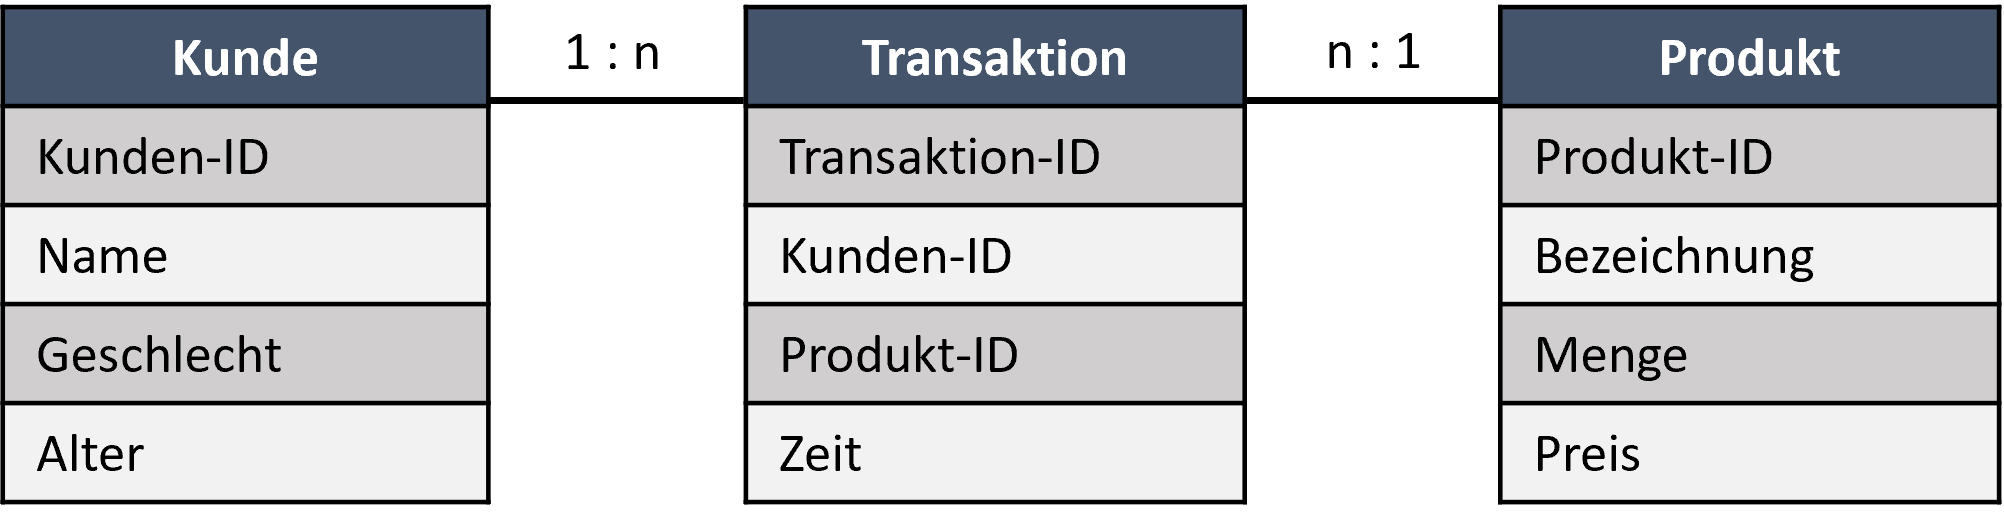 Kunde
Kunden-ID
Name
Geschlecht
Alter
1 : n
Transaktion
Transaktion-ID
Kunden-ID
Produkt-ID
Zeit
n : 1
Produkt
Produkt-ID
Bezeichnung
Menge
Preis